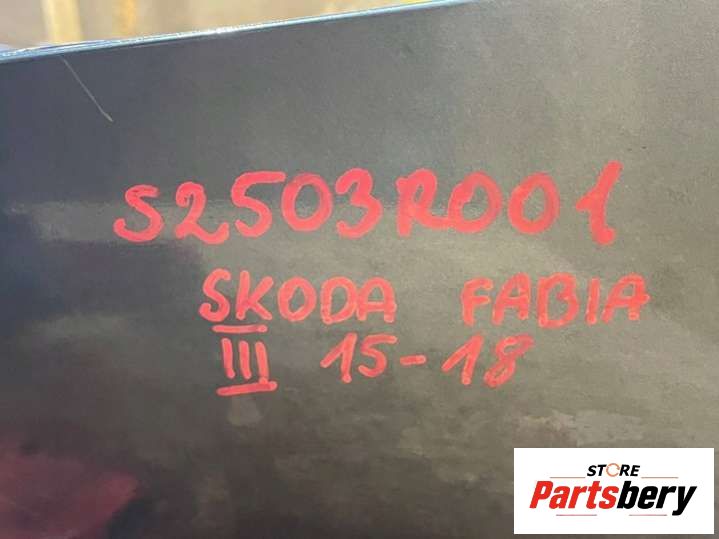 S2503R001
SKODA FABIA
III 15-18
STORE
Partsbery